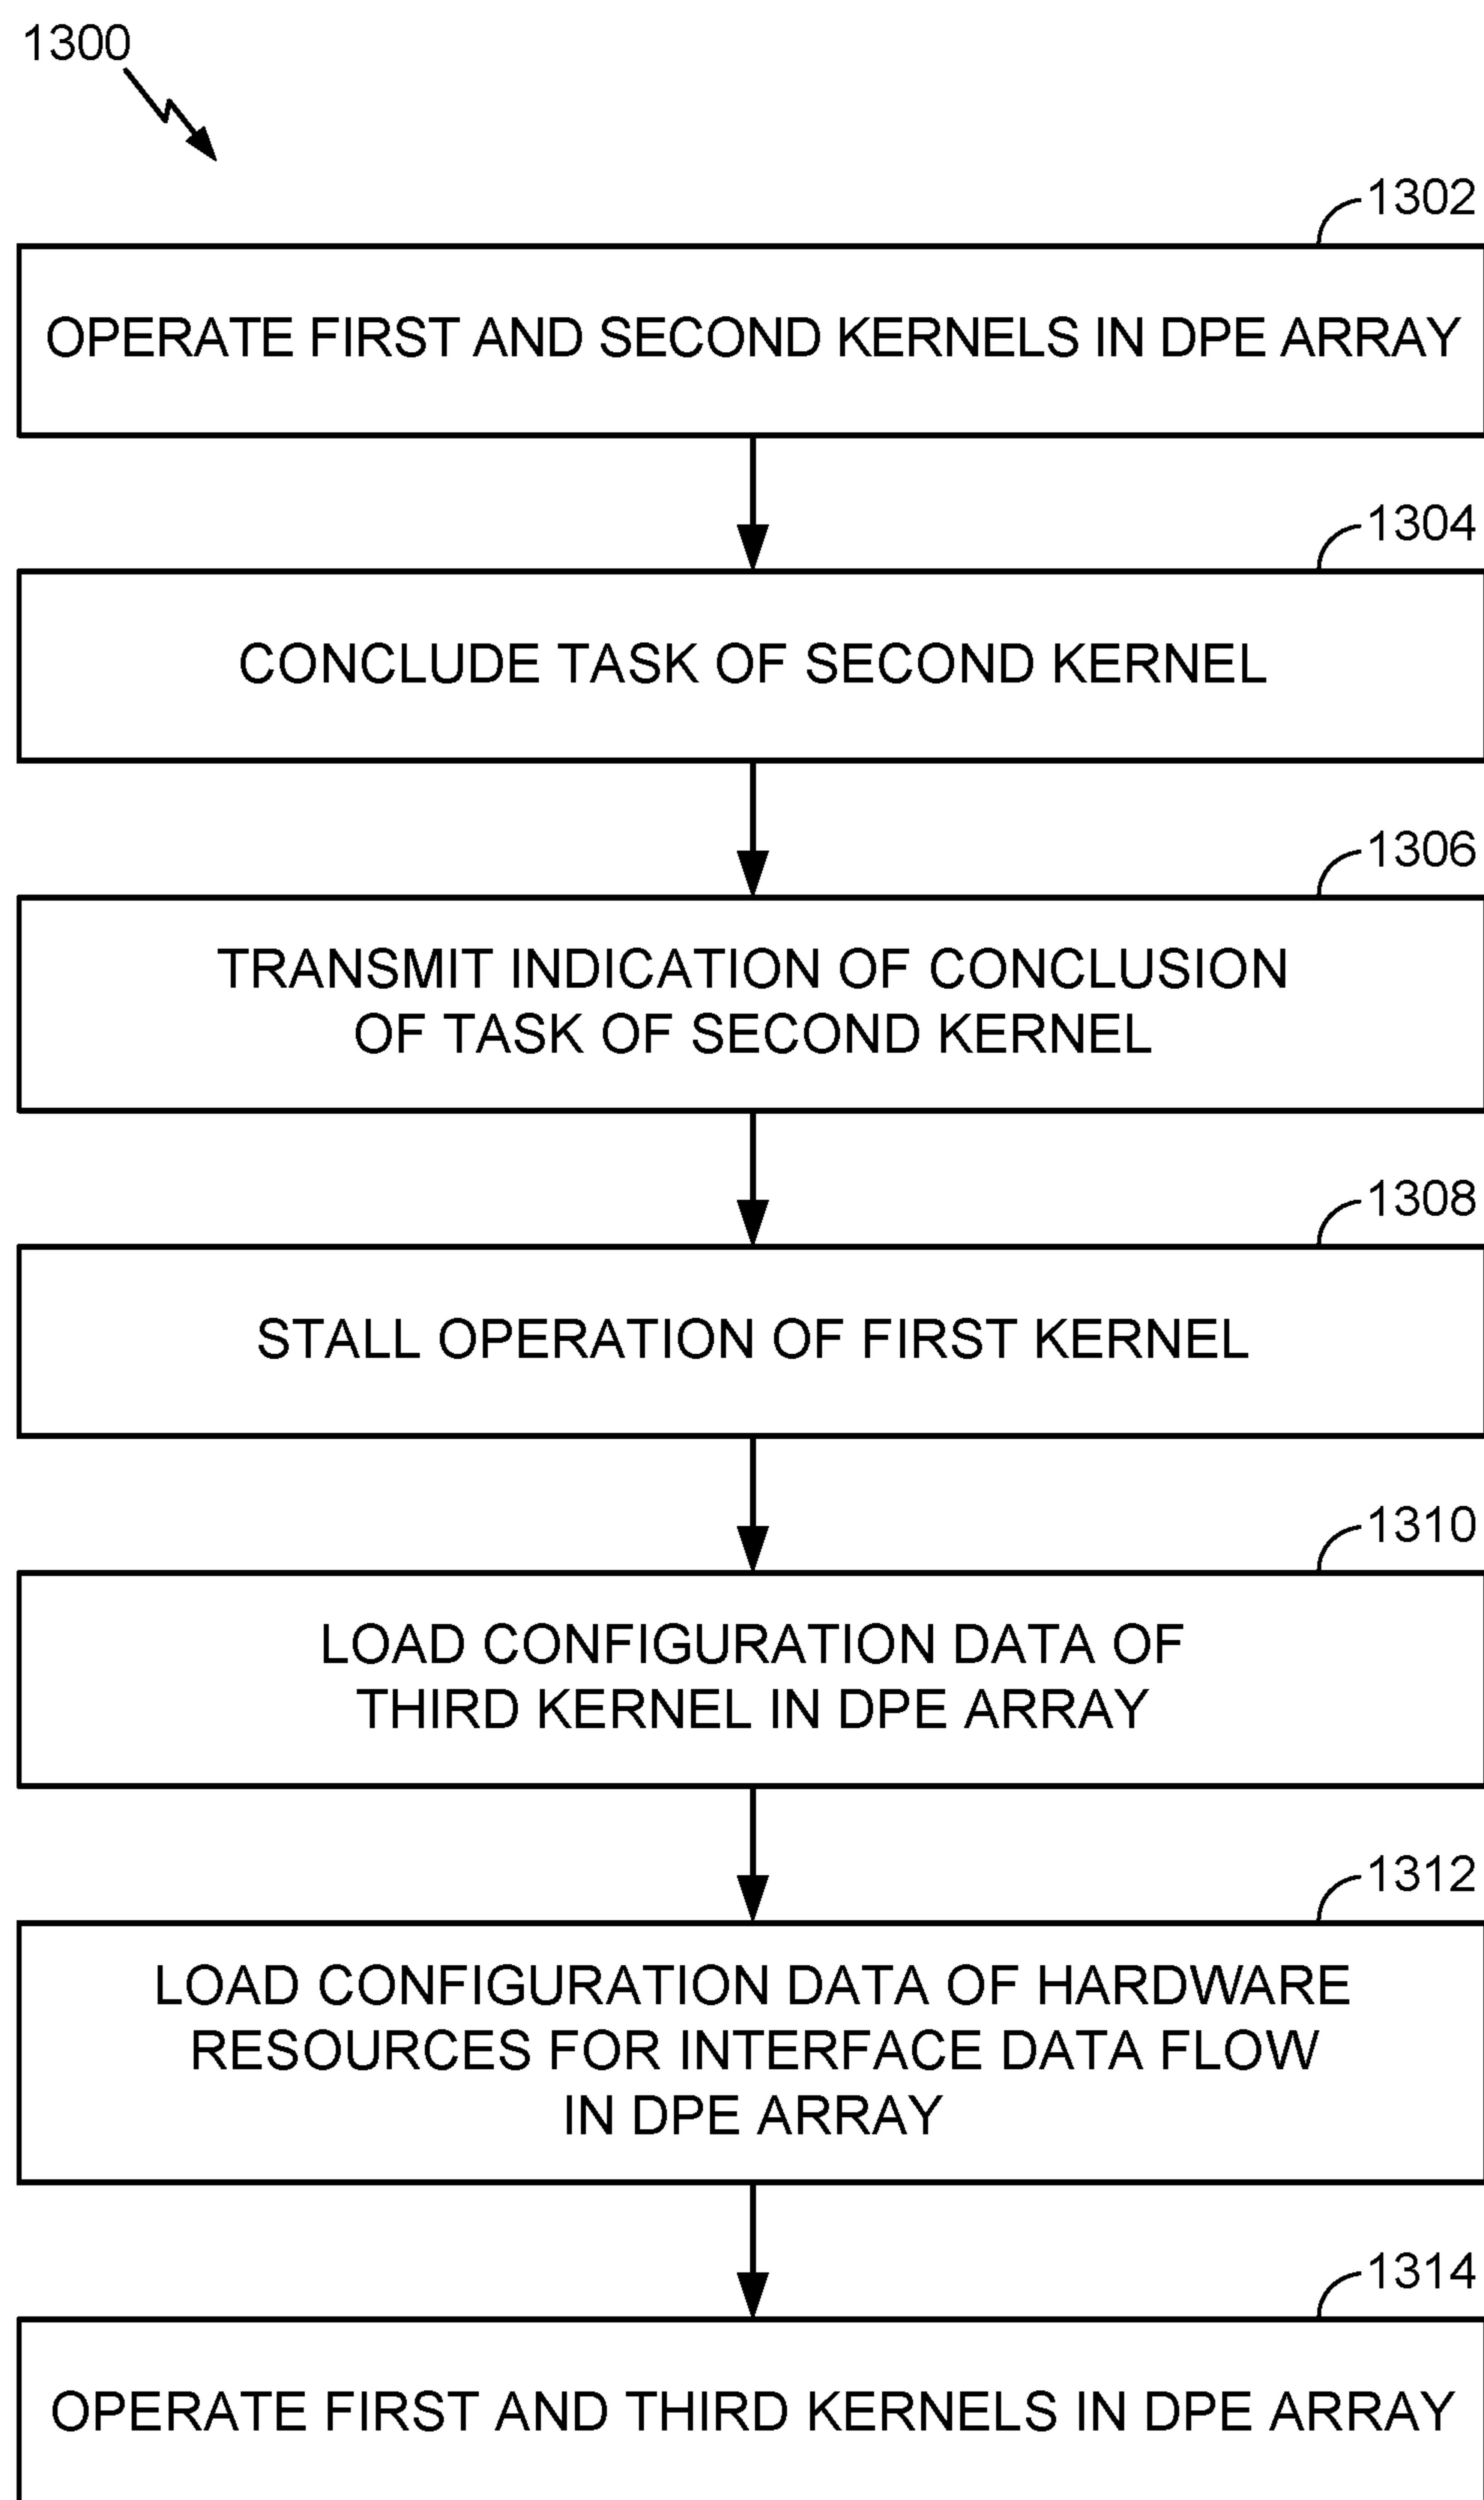 1300
1302
OPERATE FIRST AND SECOND KERNELS IN DPE ARRAY
1304
CONCLUDE TASK OF SECOND KERNEL
1306
TRANSMIT INDICATION OF CONCLUSION
OF TASK OF SECOND KERNEL
1308
STALL OPERATION OF FIRST KERNEL
1310
LOAD CONFIGURATION DATA OF
THIRD KERNEL IN DPE ARRAY
1312
LOAD CONFIGURATION DATA OF HARDWARE
RESOURCES FOR INTERFACE DATA FLOW
IN DPE ARRAY
1314
OPERATE FIRST AND THIRD KERNELS IN DPE ARRAY